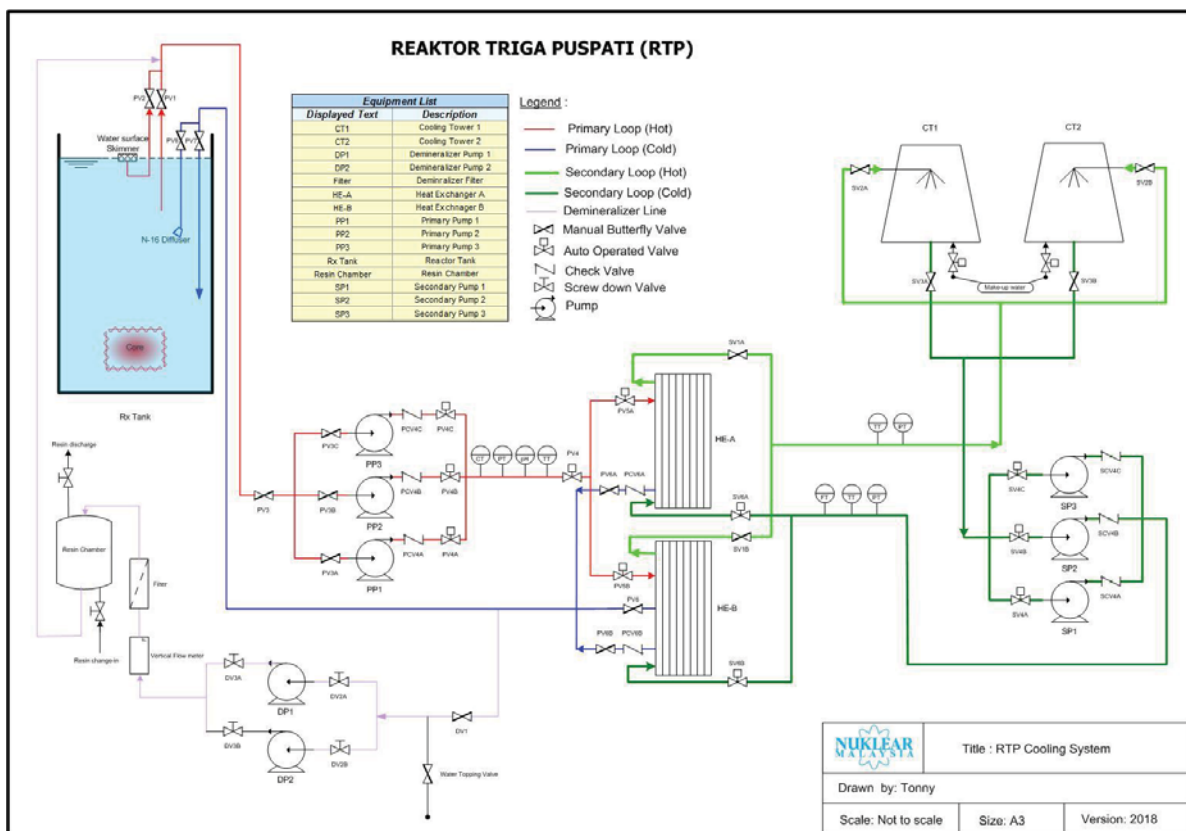 REAKTOR TRIGA PUSPATI (RTP)
Equipment List
Displayed Text Description
CT1 Cooling Tower 1
CT2 Cooling Tower 2
DP1 Demineralizer Pump 1
DP2 Demineralizer Pump 2
Filter Deminralizer Filter
HE-A Heat Exchanger A
HE-B Heat Exchnager B
PP1 Primary Pump 1
PP2 Primary Pump 2
PP3 Primary Pump 3
Rx Tank Reactor Tank
Resin Chamber Resin Chamber
SP1 Secondary Pump 1
SP2 Secondary Pump 2
SP3 Secondary Pump 3
Legend :
Primary Loop (Hot)
Primary Loop (Cold)
Secondary Loop (Hot)
Secondary Loop (Cold)
Demineralizer Line
Manual Butterfly Valve
Auto Operated Valve
Check Valve
Screw down Valve
Pump
PV2 PV1
Water surface
Skimmer
PV7
N-16 Diffuser
Core
Rx Tank
CT1
CT2
SV2A
SV2B
SV3A
SV3B
Make-up water
SV1A
PV5A
HE-A
PV6A PCV6A
SV6A
SV1B
PV5B
PV8
HE-B
PV6B PCV6B
SV6B
TT PT
FT TT PT
PV3
PV3C
PP3
PCV4C PV4C
PV3B
PP2
PCV4B PV4B
PV3A
PP1
PCV4A PV4A
CT PT pH TT
PV4
SV4C
SP3
SCV4C
SV4B
SP2
SCV4B
SV4A
SP1
SCV4A
Resin discharge
Resin Chamber
Resin change-in
Filter
Vertical Flow meter
DV3A
DP1
DV2A
DV3B
DP2
DV2B
DV1
Water Topping Valve
NUKLEAR
MALAYSIA
Title : RTP Cooling System
Drawn by: Tonny
Scale: Not to scale
Size: A3
Version: 2018